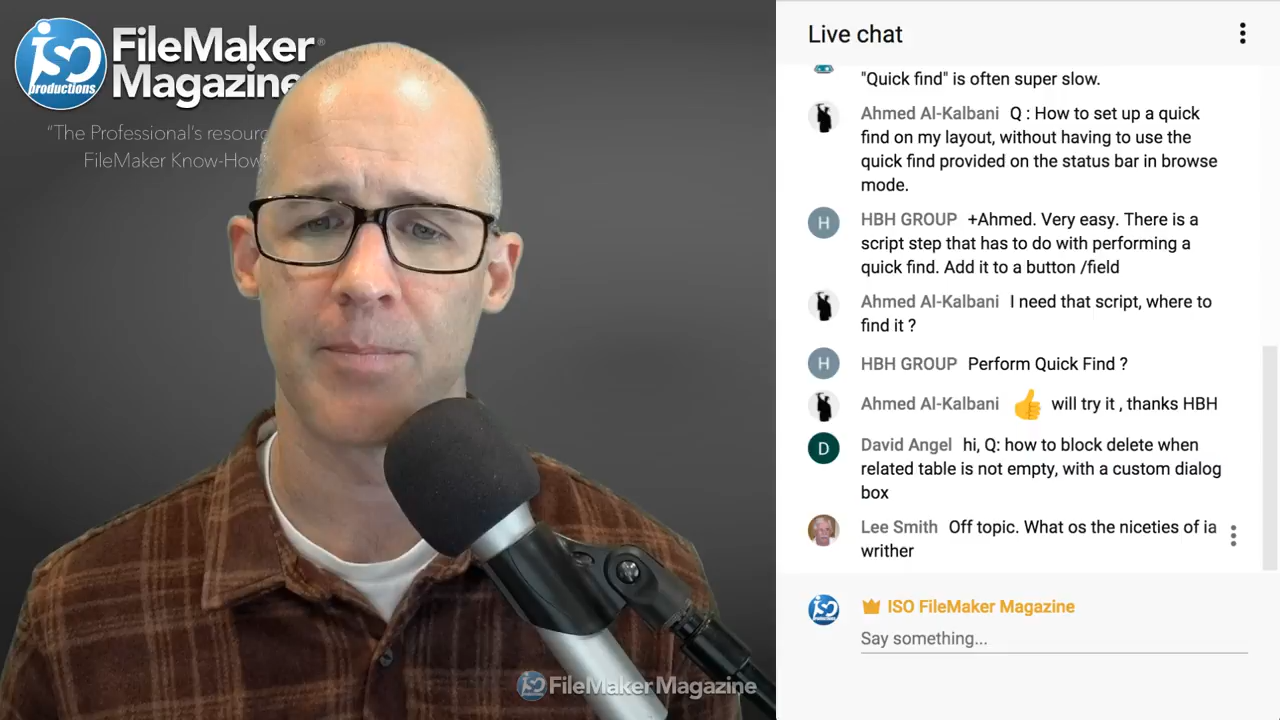 iso
productions
FileMaker®
Magazine
“The Professional's
FileMaker Know-How
Live chat
"Quick find" is often super slow.
Ahmed Al-Kalbani Q : How to set up a quick
find on my layout, without having to use the
quick find provided on the status bar in browse
mode.
H HBH GROUP +Ahmed. Very easy. There is a
script step that has to do with performing a
quick find. Add it to a button /field
Ahmed Al-Kalbani I need that script, where to
find it ?
H HBH GROUP Perform Quick Find ?
Ahmed Al-Kalbani 👍 will try it , thanks HBH
D David Angel hi, Q: how to block delete when
related table is not empty, with a custom dialog
box
Lee Smith Off topic. What os the niceties of ia
writher
iso ISO FileMaker Magazine
Say something...
iso FileMaker Magazine